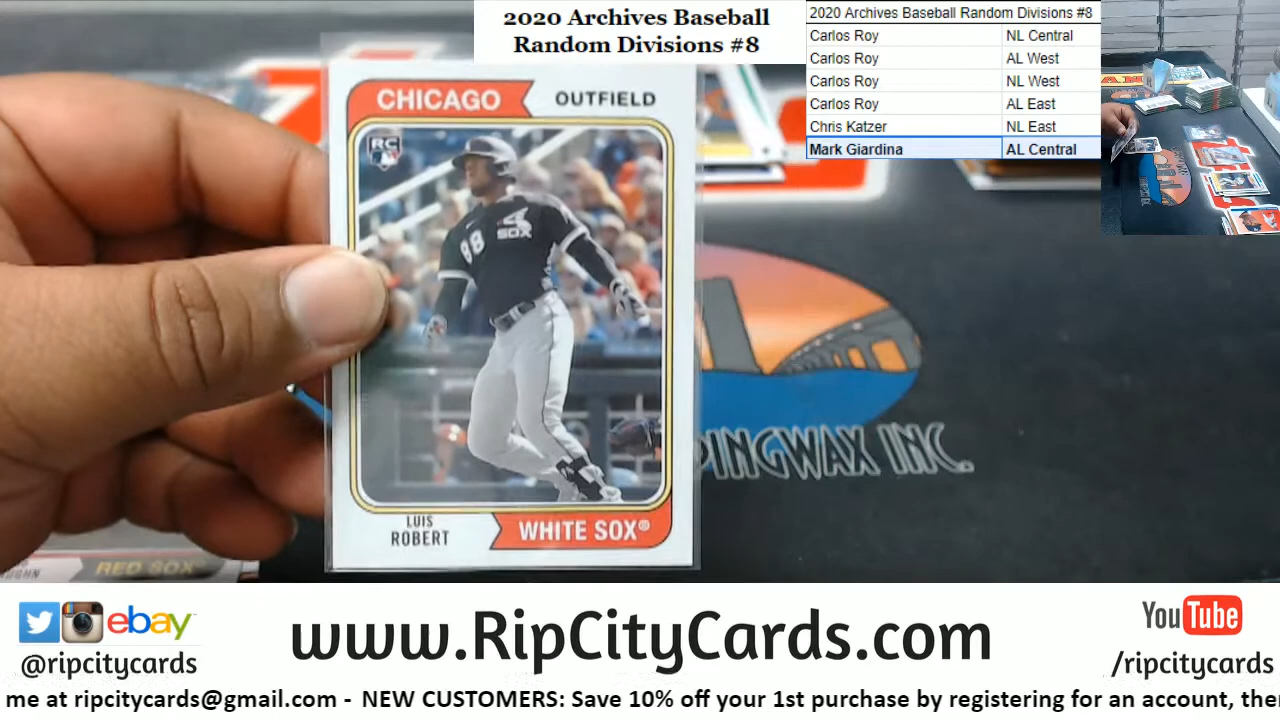 2020 Archives Baseball
Random Divisions #8
2020 Archives Baseball Random Divisions #8
Carlos Roy NL Central
Carlos Roy AL West
Carlos Roy NL West
Carlos Roy AL East
Chris Katzer NL East
Mark Giardina AL Central
CHICAGO OUTFIELD
RC
88
SOX
LUIS
ROBERT
WHITE SOX®
RED SOX
PINGWAX INC.
ebay
@ripcitycards
www.RipCityCards.com
YouTube
/ripcitycards
me at ripcitycards@gmail.com - NEW CUSTOMERS: Save 10% off your 1st purchase by registering for an account, the